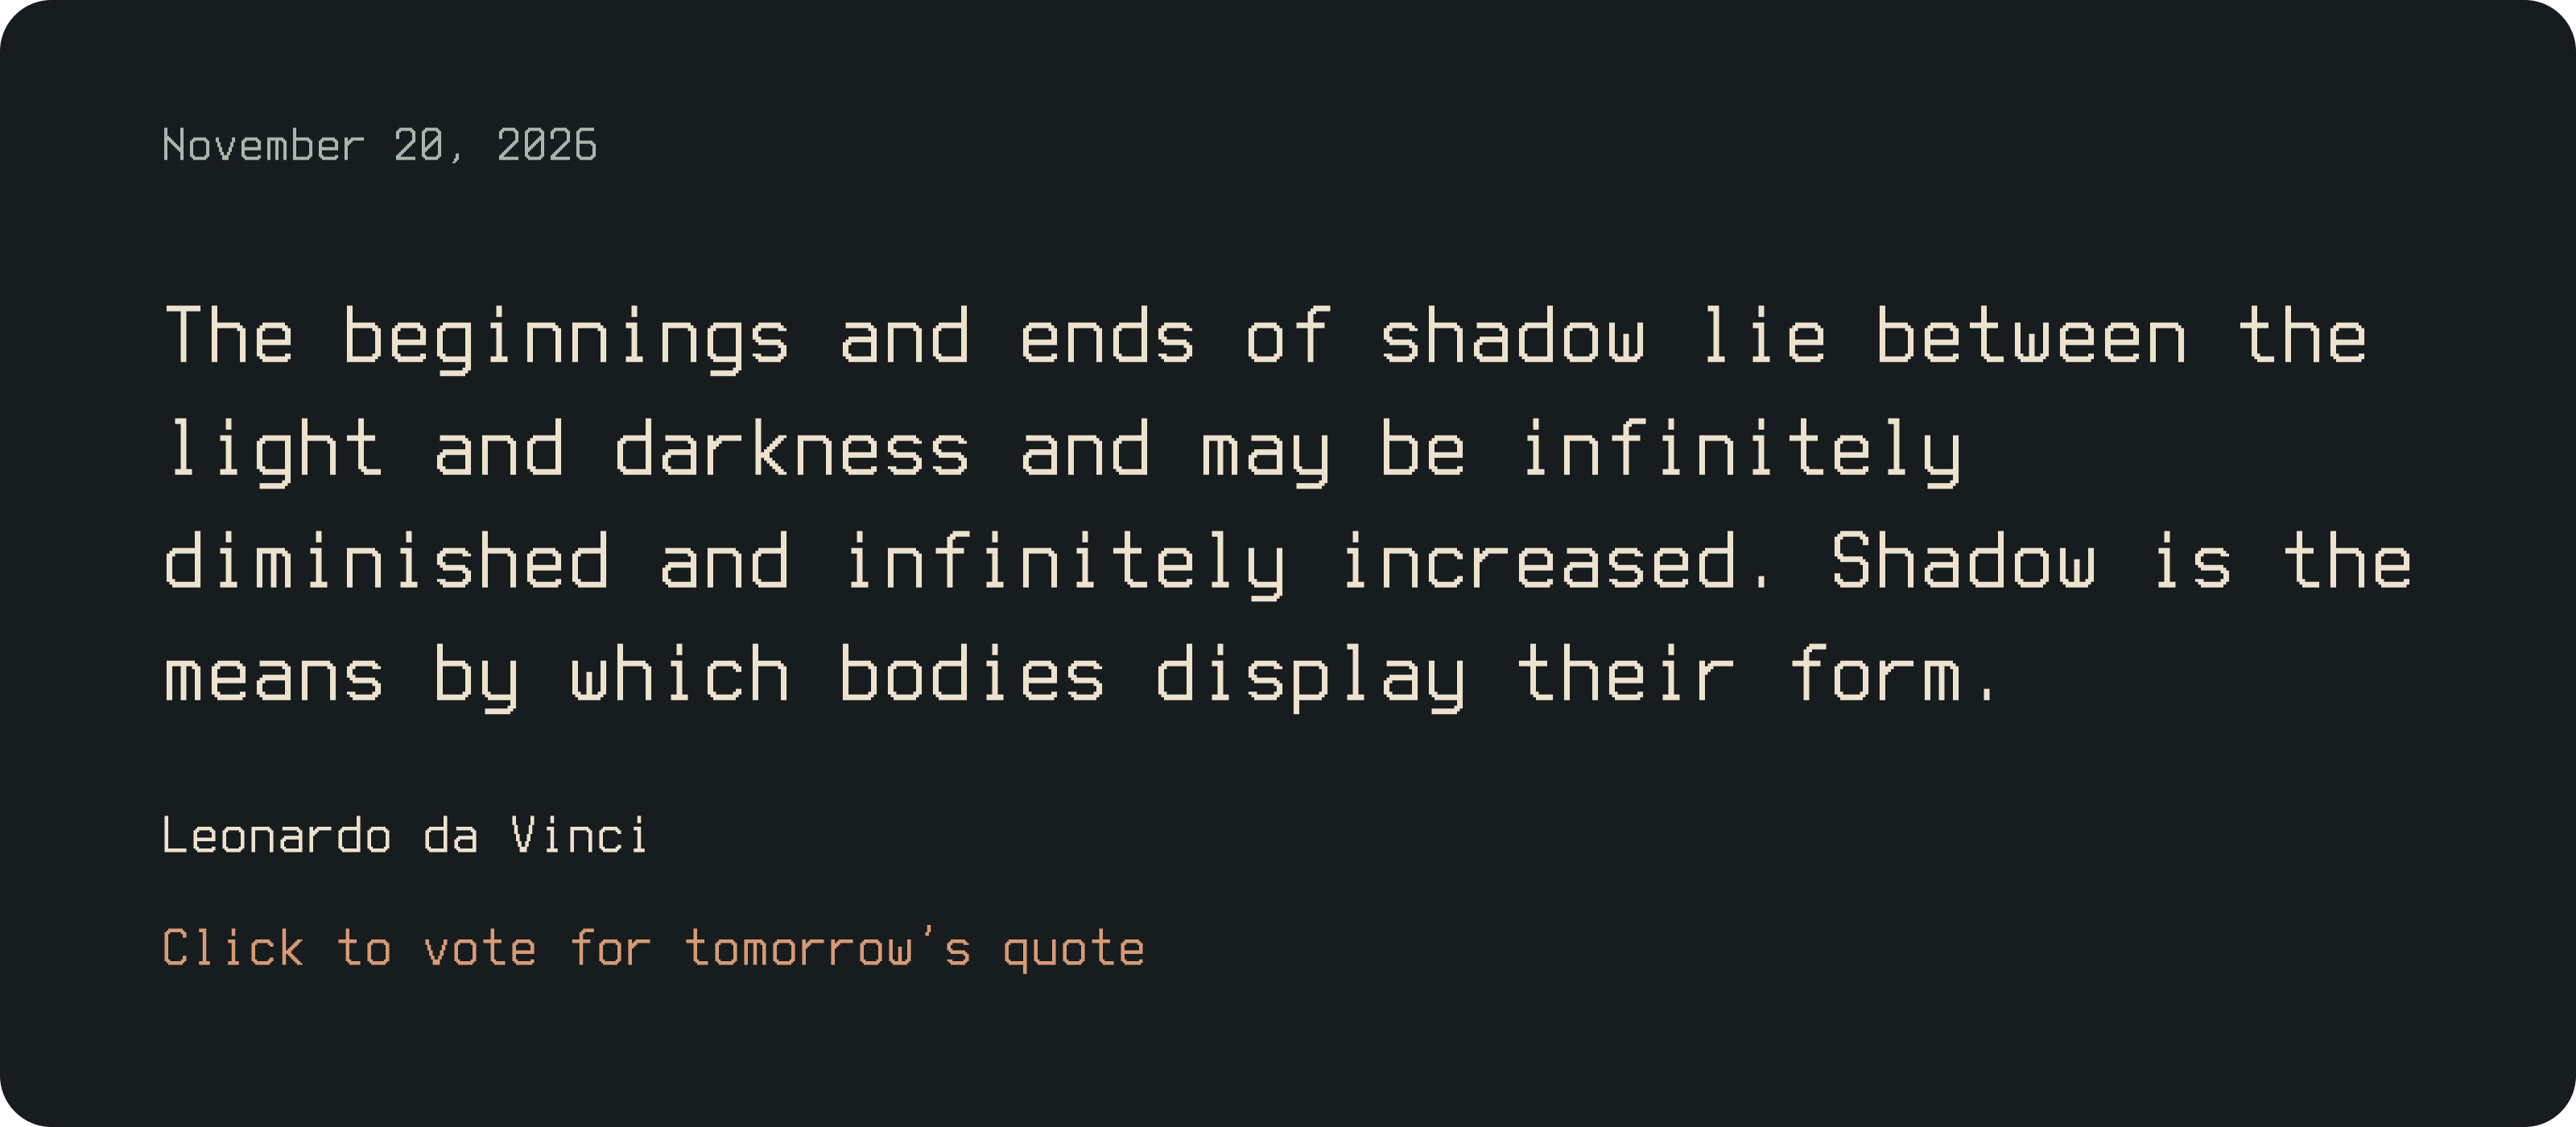 November 20, 2026
The beginnings and ends of shadow lie between the
light and darkness and may be infinitely
diminished and infinitely increased. Shadow is the
means by which bodies display their form.
Leonardo da Vinci
Click to vote for tomorrow's quote